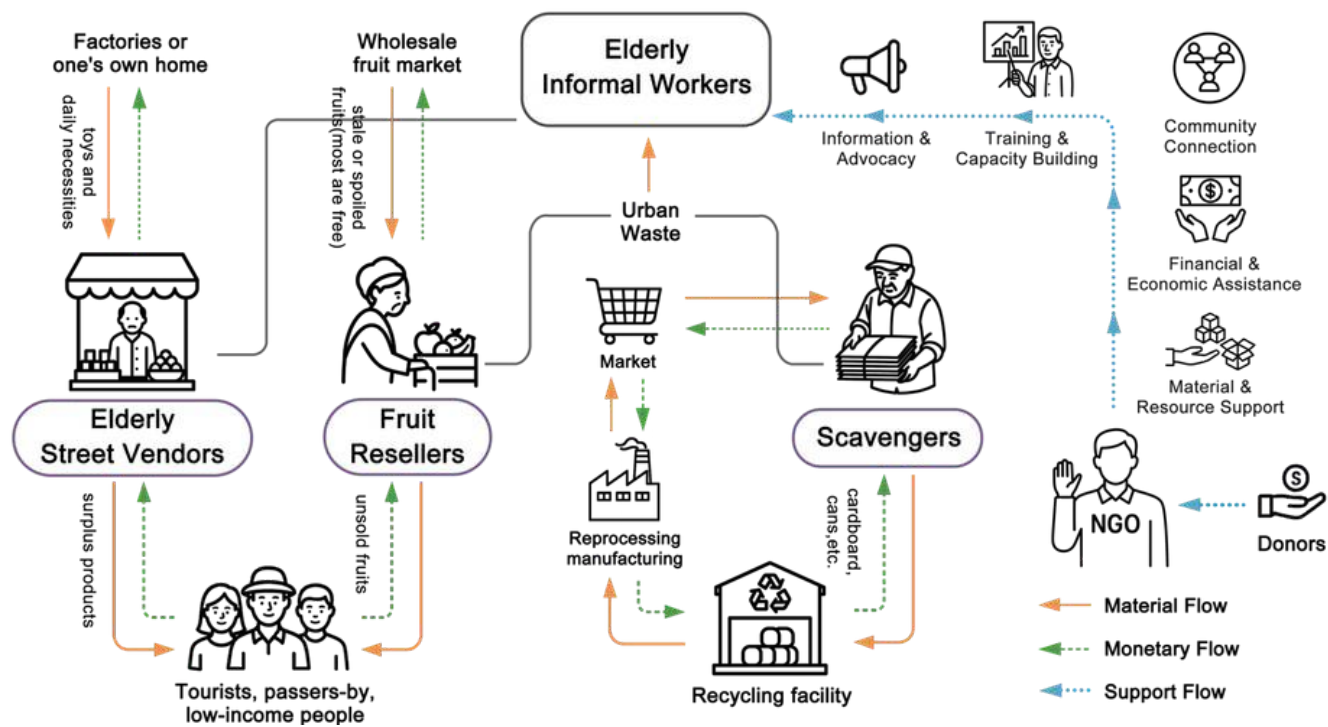 Factories or
one's own home
Wholesale
fruit market
Elderly
Informal Workers
Information &
Advocacy
Training &
Capacity Building
Community
Connection
toys and
daily necessities
stale or spoiled
fruits(most are free)
Urban
Waste
Financial &
Economic Assistance
Market
Material &
Resource Support
Elderly
Street Vendors
Fruit
Resellers
Scavengers
surplus products
unsold fruits
Reprocessing
manufacturing
cardboard,
cans,etc.
$
NGO
$
Donors
Tourists, passers-by,
low-income people
Recycling facility
Material Flow
Monetary Flow
Support Flow